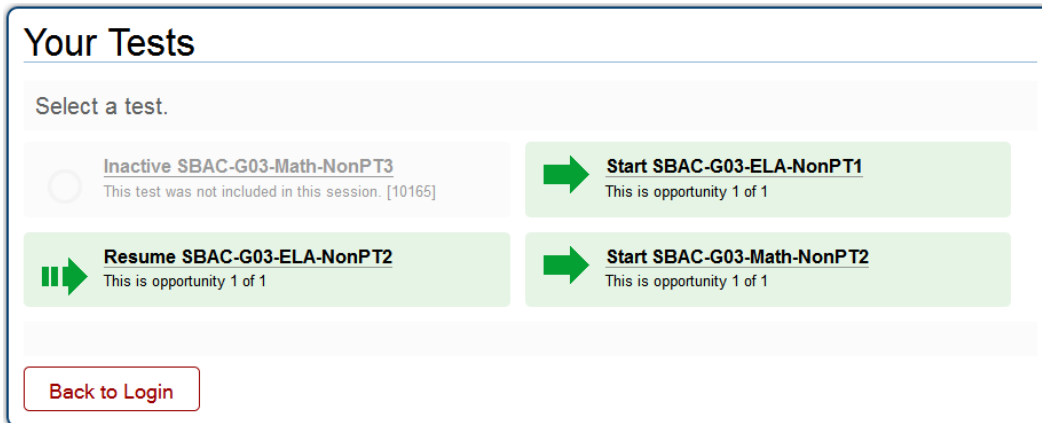 Your Tests
Select a test.
Inactive SBAC-G03-Math-NonPT3
This test was not included in this session. [10165]
Start SBAC-G03-ELA-NonPT1
This is opportunity 1 of 1
Resume SBAC-G03-ELA-NonPT2
This is opportunity 1 of 1
Start SBAC-G03-Math-NonPT2
This is opportunity 1 of 1
Back to Login